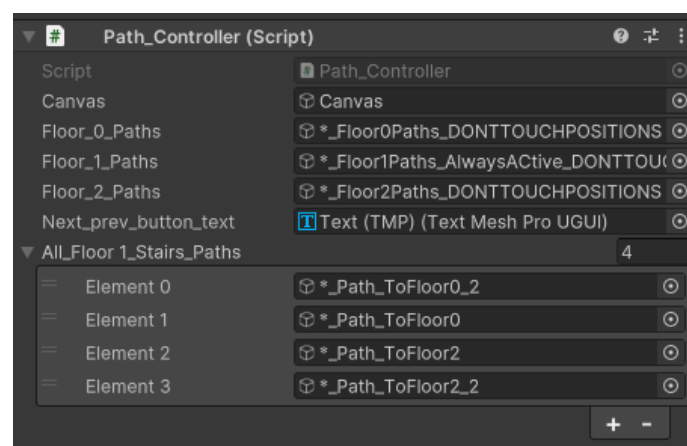 # Path_Controller (Script)
Script # Path_Controller
Canvas Canvas
Floor_0_Paths *_Floor0Paths_DONTTOUCHPOSITIONS
Floor_1_Paths *_Floor1Paths_AlwaysACtive_DONTTOU(
Floor_2_Paths *_Floor2Paths_DONTTOUCHPOSITIONS
Next_prev_button_text T Text (TMP) (Text Mesh Pro UGUI)
All_Floor 1_Stairs_Paths 4
Element 0 *_Path_ToFloor0_2
Element 1 *_Path_ToFloor0
Element 2 *_Path_ToFloor2
Element 3 *_Path_ToFloor2_2
+ -